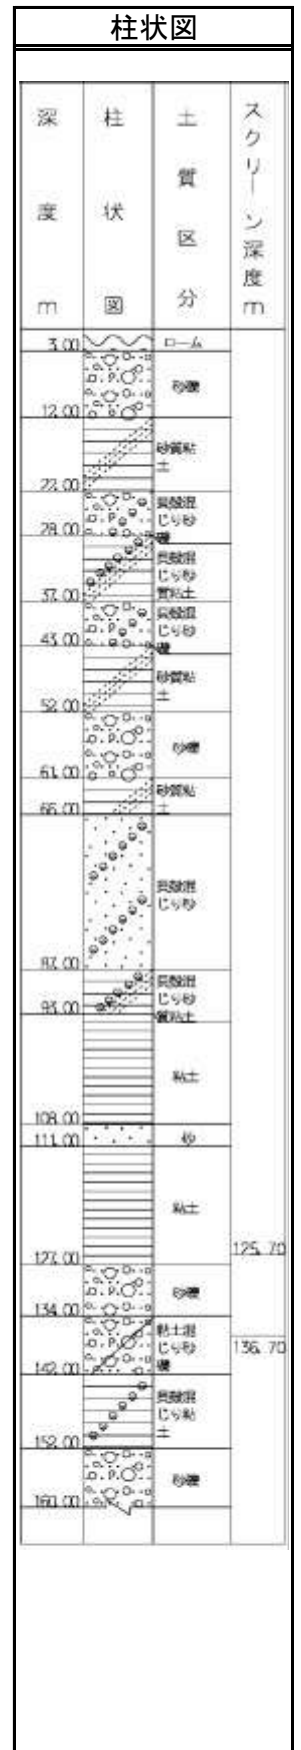 柱状図
深度m
柱状図
土質区分
スクリーン深度m
3.00
ローム
砂礫
12.00
砂質粘
土
22.00
貝殻混
じり砂
礫
28.00
貝殻混
じり砂
質粘土
37.00
貝殻混
じり砂
礫
43.00
砂質粘
土
52.00
砂礫
61.00
砂質粘
土
66.00
貝殻混
じり砂
87.00
貝殻混
じり砂
質粘土
93.00
粘土
108.00
砂
111.00
粘土
125.70
127.00
砂礫
134.00
粘土混
じり砂
礫
136.70
142.00
貝殻混
じり粘
土
152.00
砂礫
160.00